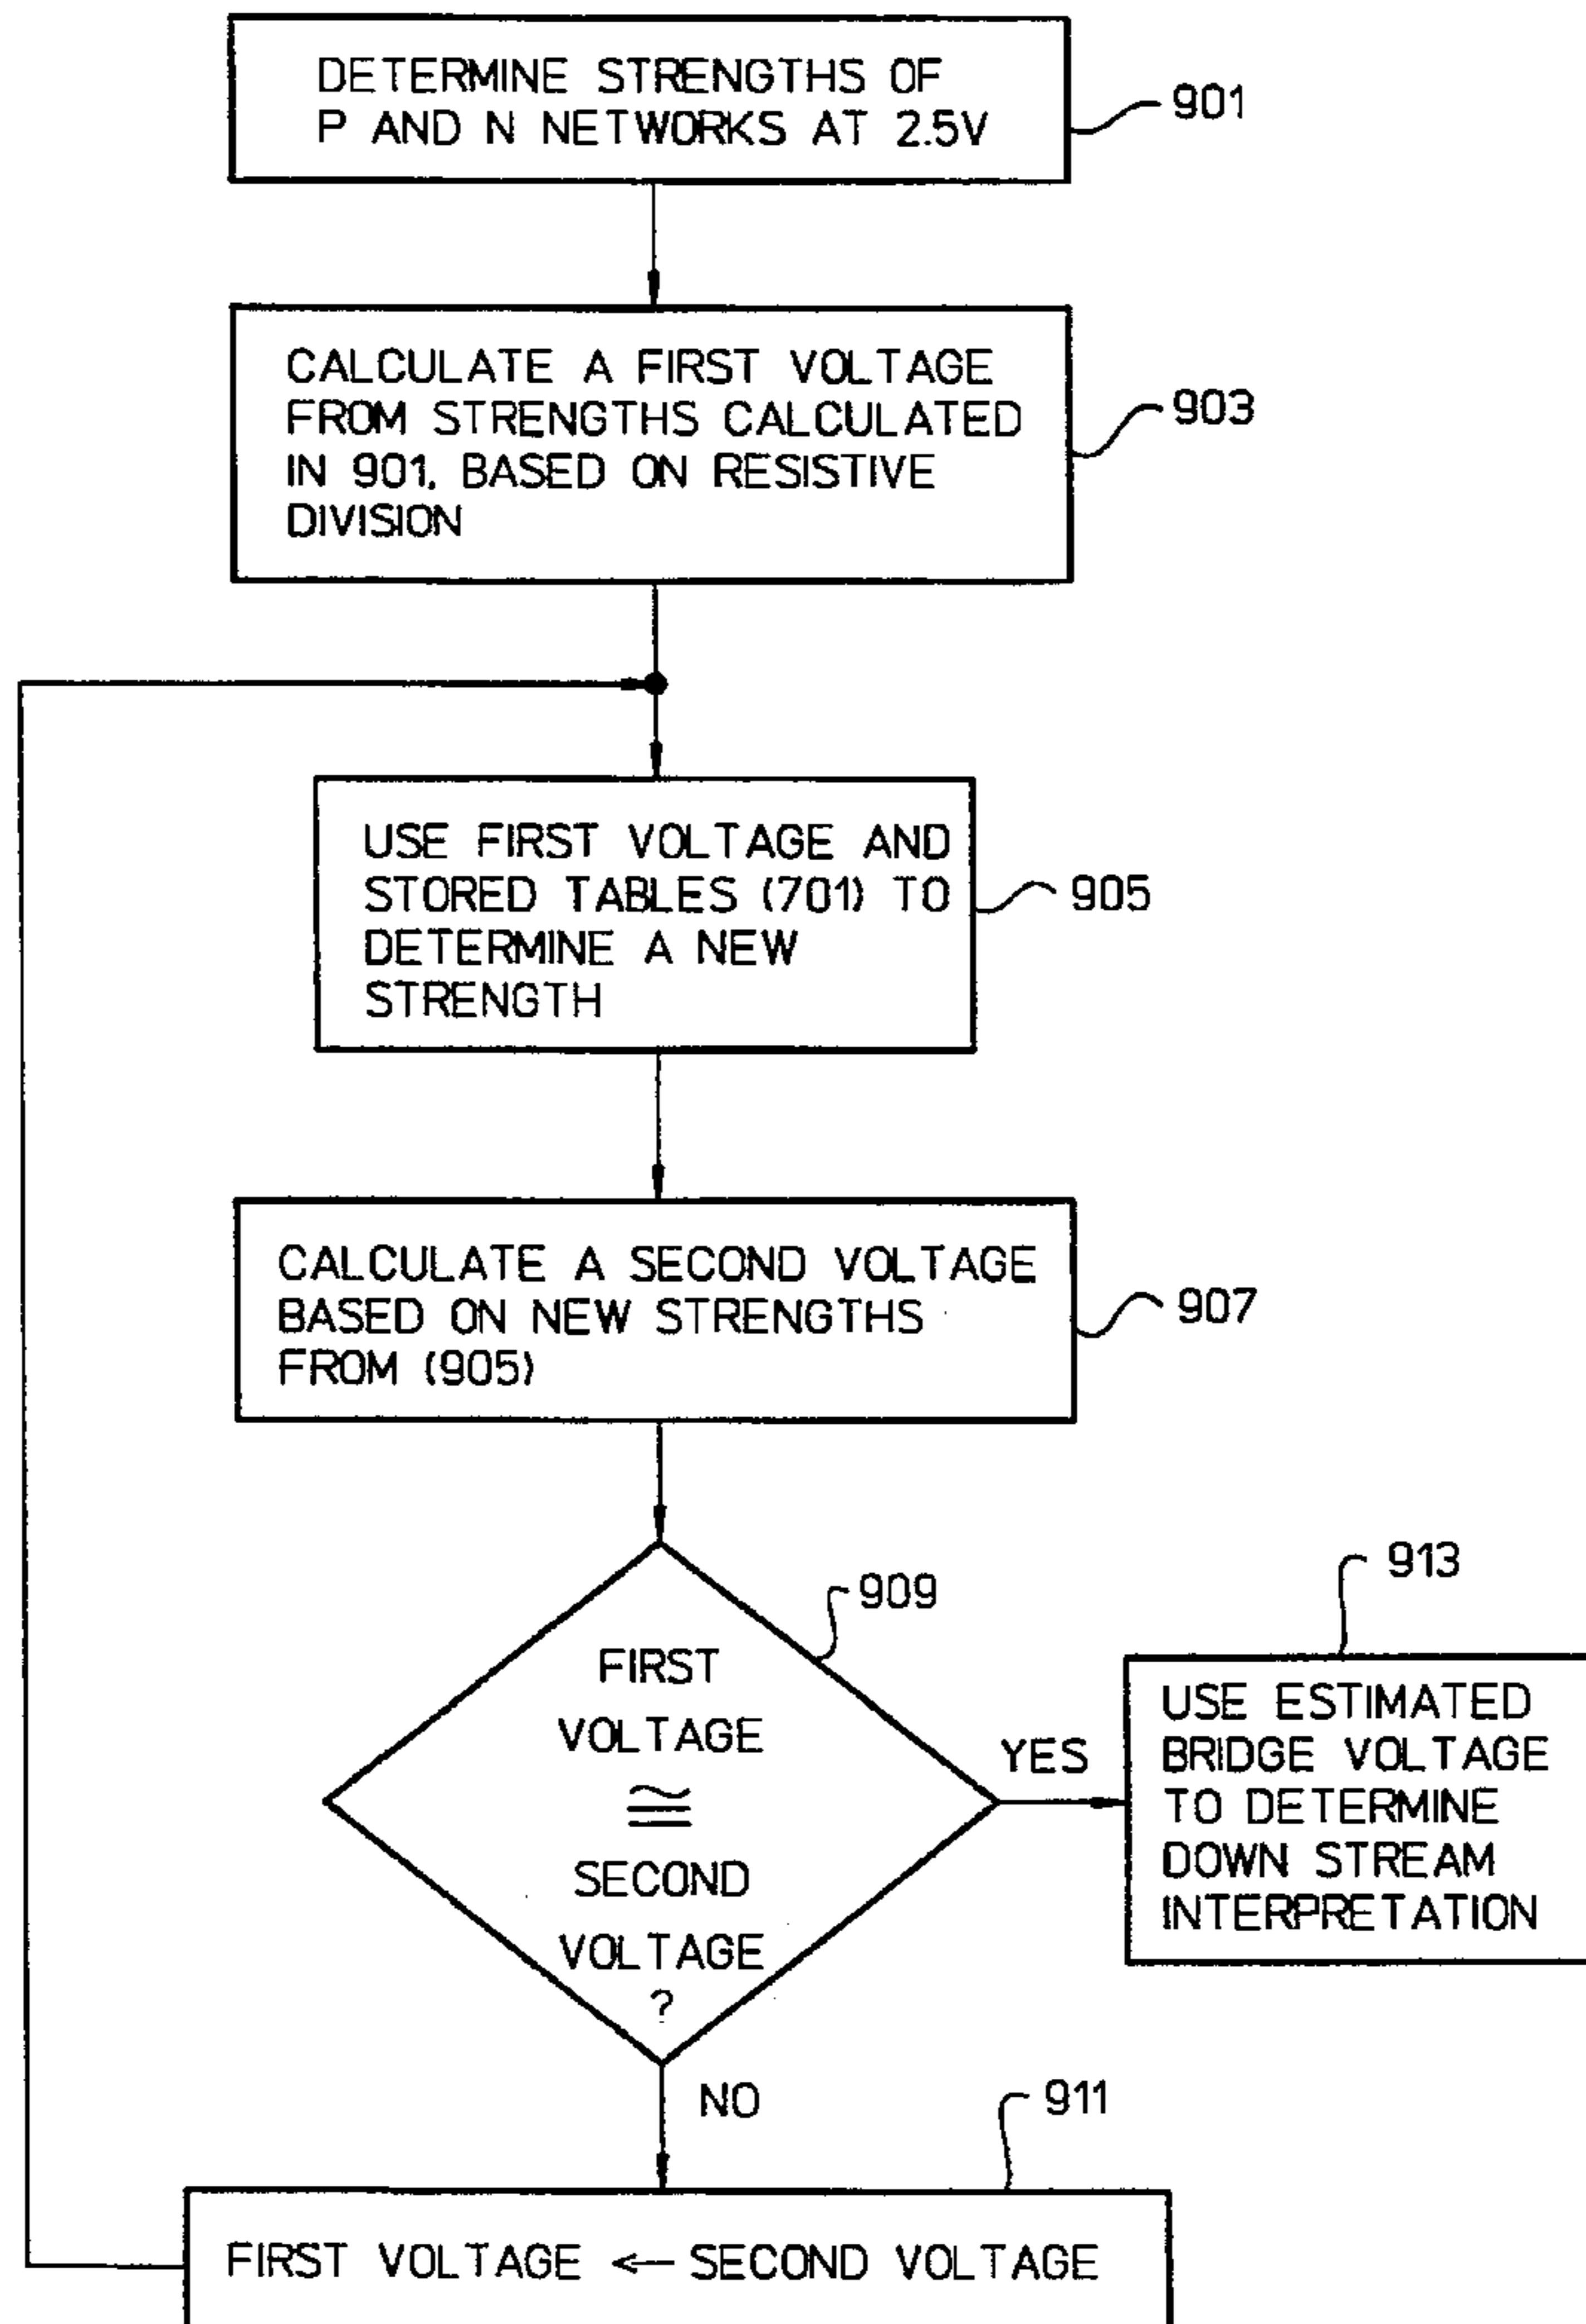 DETERMINE STRENGTHS OF
P AND N NETWORKS AT 2.5V
901
CALCULATE A FIRST VOLTAGE
FROM STRENGTHS CALCULATED
IN 901, BASED ON RESISTIVE
DIVISION
903
USE FIRST VOLTAGE AND
STORED TABLES (701) TO
DETERMINE A NEW
STRENGTH
905
CALCULATE A SECOND VOLTAGE
BASED ON NEW STRENGTHS
FROM (905)
907
FIRST
VOLTAGE
≅
SECOND
VOLTAGE
?
909
YES
913
USE ESTIMATED
BRIDGE VOLTAGE
TO DETERMINE
DOWN STREAM
INTERPRETATION
NO
911
FIRST VOLTAGE ← SECOND VOLTAGE